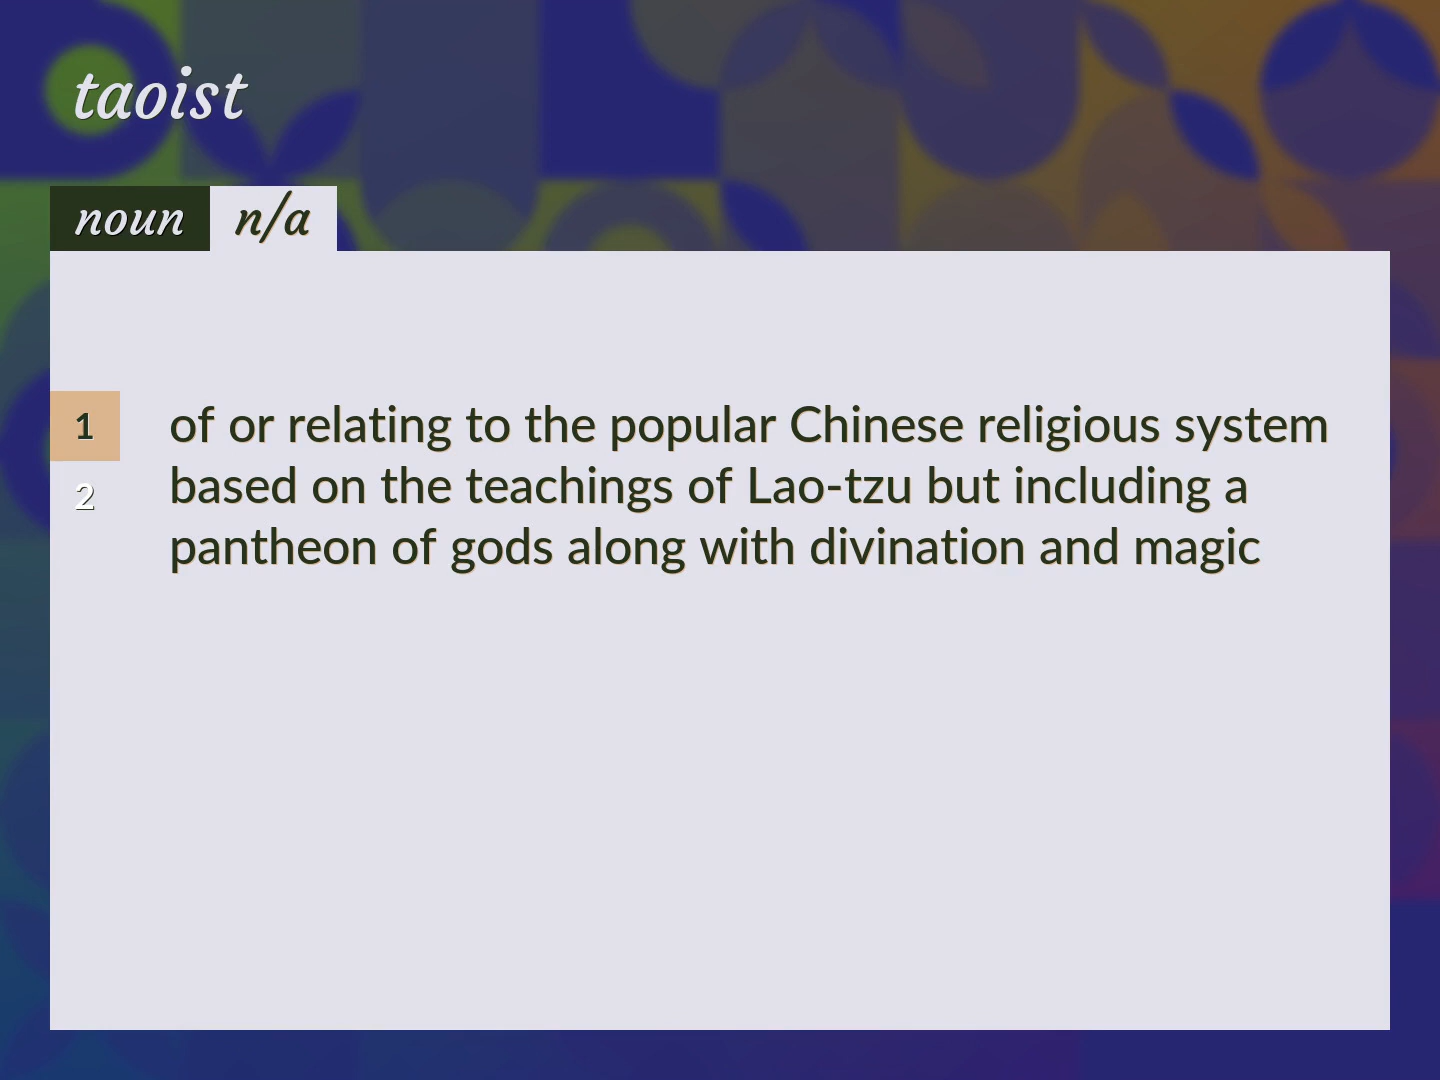 taoist
noun n/a
1 of or relating to the popular Chinese religious system
2 based on the teachings of Lao-tzu but including a
pantheon of gods along with divination and magic